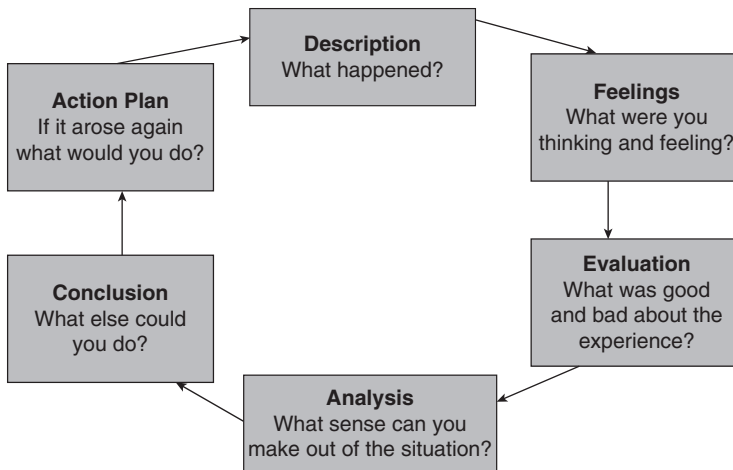 Description
What happened?
Feelings
What were you
thinking and feeling?
Evaluation
What was good
and bad about the
experience?
Analysis
What sense can you
make out of the situation?
Conclusion
What else could
you do?
Action Plan
If it arose again
what would you do?